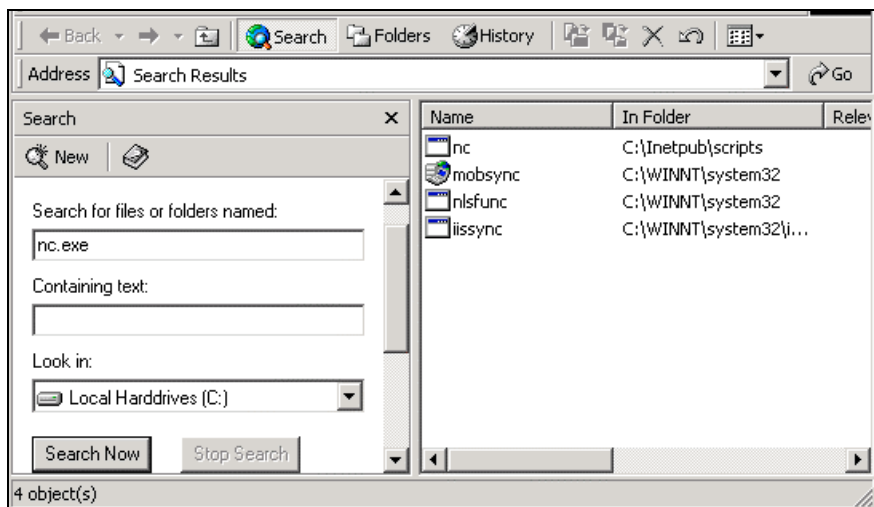 Back Search Folders History
Address Search Results Go
Search
New
Search for files or folders named:
nc.exe
Containing text:
Look in:
Local Harddrives (C:)
Search Now Stop Search
Name In Folder Relev
nc C:\Inetpub\scripts
mobsync C:\WINNT\system32
nlsfunc C:\WINNT\system32
iissync C:\WINNT\system32\i...
4 object(s)